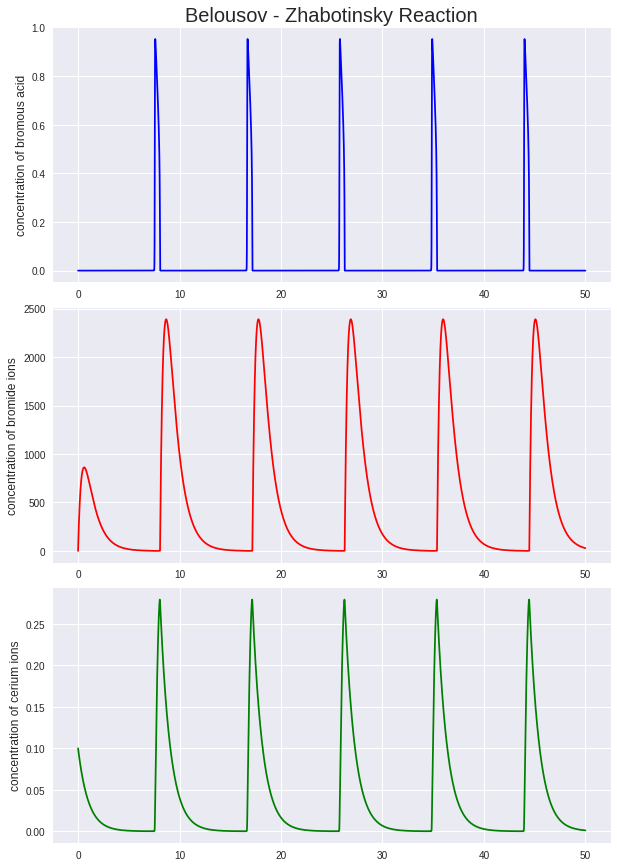 Belousov - Zhabotinsky Reaction
concentration of bromous acid
1.0
0.8
0.6
0.4
0.2
0.0
0 10 20 30 40 50
concentration of bromide ions
2500
2000
1500
1000
500
0
0 10 20 30 40 50
concentration of cerium ions
0.25
0.20
0.15
0.10
0.05
0.00
0 10 20 30 40 50